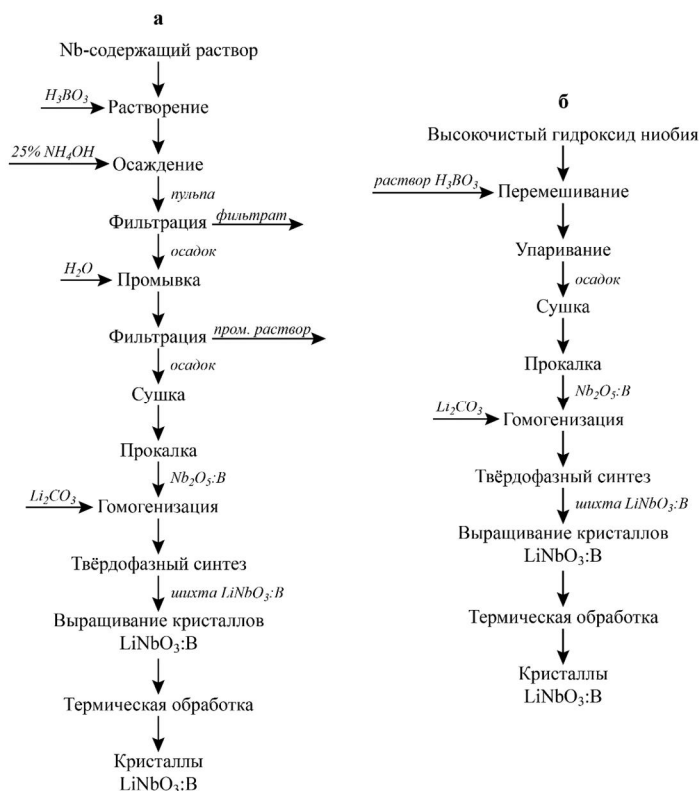 а
Nb-содержащий раствор
H₃BO₃
Растворение
25% NH₄OH
Осаждение
пульпа
Фильтрация
фильтрат
осадок
H₂O
Промывка
Фильтрация
пром. раствор
осадок
Сушка
Прокалка
Nb₂O₅:B
Li₂CO₃
Гомогенизация
Твёрдофазный синтез
шихта LiNbO₃:B
Выращивание кристаллов
LiNbO₃:B
Термическая обработка
Кристаллы
LiNbO₃:B
б
Высокочистый гидроксид ниобия
раствор H₃BO₃
Перемешивание
Упаривание
осадок
Сушка
Прокалка
Nb₂O₅:B
Li₂CO₃
Гомогенизация
Твёрдофазный синтез
шихта LiNbO₃:B
Выращивание кристаллов
LiNbO₃:B
Термическая обработка
Кристаллы
LiNbO₃:B